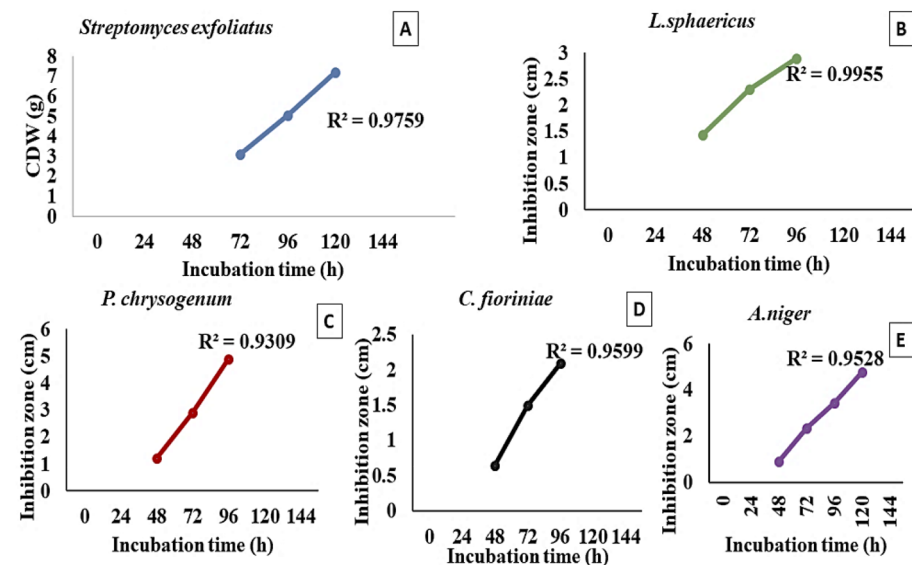 Streptomyces exfoliatus
A
CDW (g)
8
7
6
5
4
3
2
1
0
R² = 0.9759
0 24 48 72 96 120 144
Incubation time (h)
L.sphaericus
B
Inhibition zone (cm)
3
2.5
2
1.5
1
0.5
0
R² = 0.9955
0 24 48 72 96 120 144
Incubation time (h)
P. chrysogenum
C
Inhibition zone (cm)
6
5
4
3
2
1
0
R² = 0.9309
0 24 48 72 96 120 144
Incubation time (h)
C. fioriniae
D
Inhibition zone (cm)
2.5
2
1.5
1
0.5
0
R² = 0.9599
0 24 48 72 96 120 144
Incubation time (h)
A.niger
E
Inhibition zone (cm)
6
4
2
0
R² = 0.9528
0 24 48 72 96 120 144
Incubation time (h)